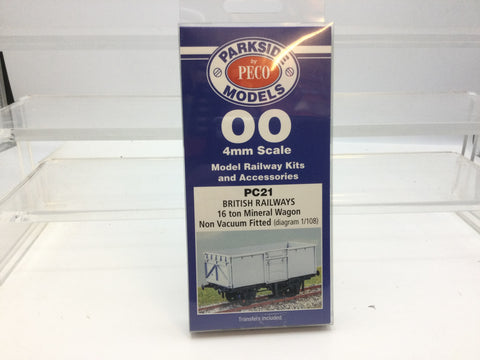 PARKSIDE
by
PECO
MODELS
OO
4mm Scale
Model Railway Kits
and Accessories
PC21
BRITISH RAILWAYS
16 ton Mineral Wagon
Non Vacuum Fitted (diagram 1/108)
Transfers included